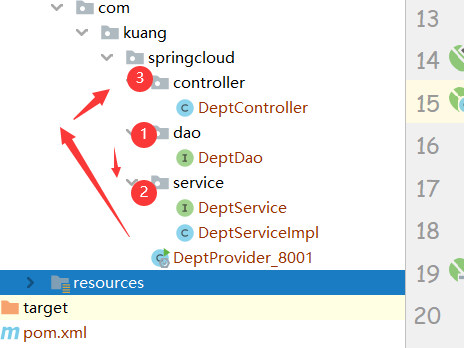 com
kuang
springcloud
3 controller
DeptController
1 dao
DeptDao
2 service
DeptService
DeptServiceImpl
DeptProvider_8001
resources
target
pom.xml
13
14
15
16
17
18
19
20